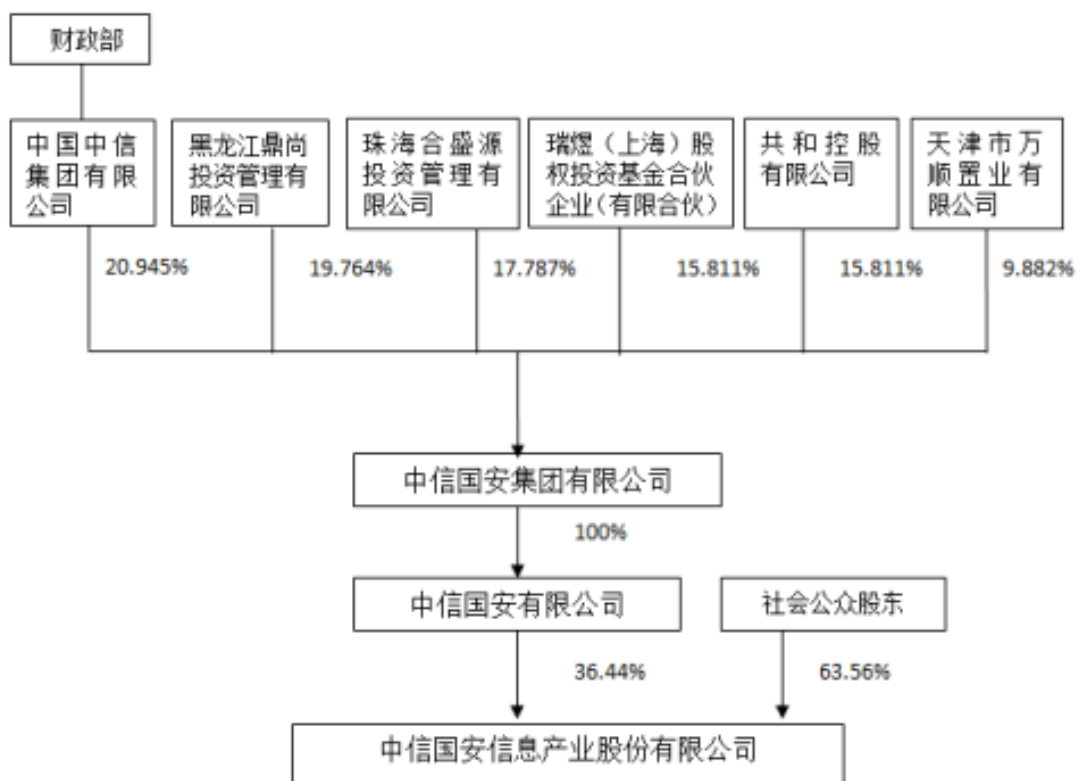 财政部
中国中信
集团有限
公司
黑龙江鼎尚
投资管理有
限公司
珠海合盛源
投资管理有
限公司
瑞煜（上海）股
权投资基金合伙
企业（有限合伙）
共和控股
有限公司
天津市万
顺置业有
限公司
20.945%
19.764%
17.787%
15.811%
15.811%
9.882%
中信国安集团有限公司
100%
中信国安有限公司
社会公众股东
36.44%
63.56%
中信国安信息产业股份有限公司